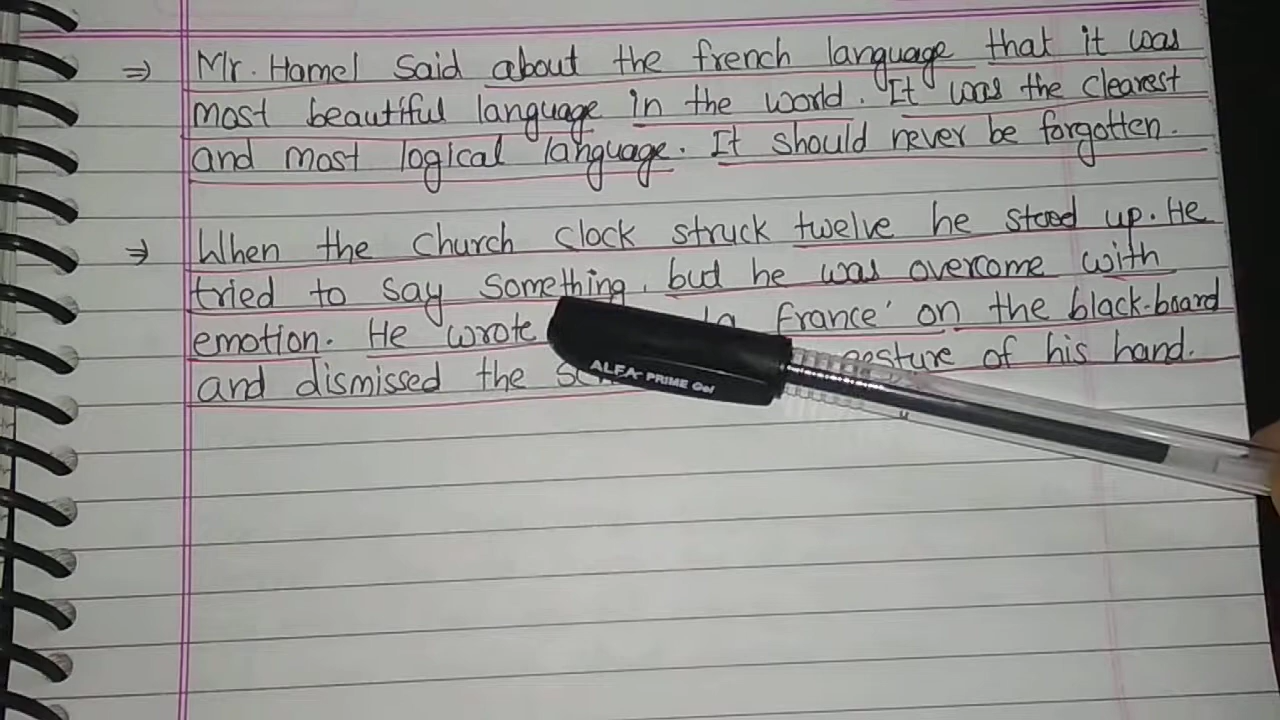 ⇒ Mr. Hamel Said about the french language that it was
most beautiful language in the world. It was the clearest
and most logical language. It should never be forgotten.
⇒ When the Church Clock struck twelve he stood up. He
tried to say something, but he was overcome with
emotion. He wrote france' on the black-board
and dismissed the gesture of his hand.
ALFA- PRIME Gel